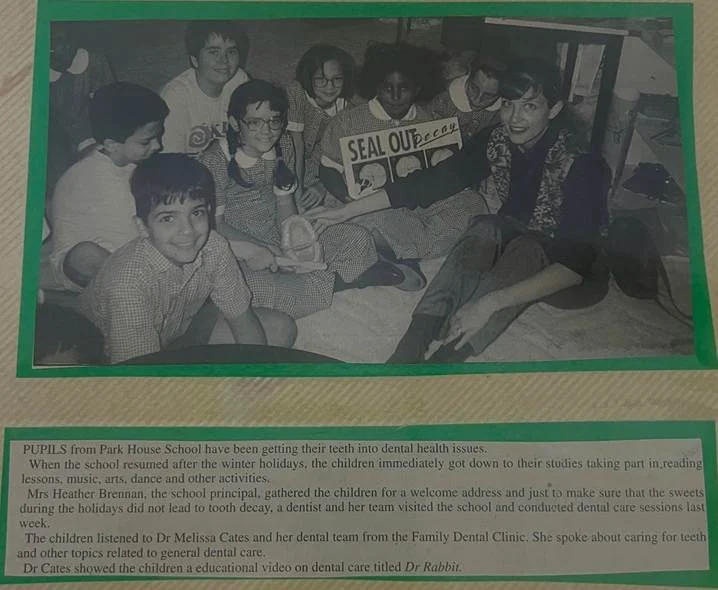 SEAL OUT Decay
PUPILS from Park House School have been getting their teeth into dental health issues.
When the school resumed after the winter holidays, the children immediately got down to their studies taking part in reading
lessons, music, arts, dance and other activities.
Mrs Heather Brennan, the school principal, gathered the children for a welcome address and just to make sure that the sweets
during the holidays did not lead to tooth decay, a dentist and her team visited the school and conducted dental care sessions last
week.
The children listened to Dr Melissa Cates and her dental team from the Family Dental Clinic. She spoke about caring for teeth
and other topics related to general dental care.
Dr Cates showed the children a educational video on dental care titled Dr Rabbit.